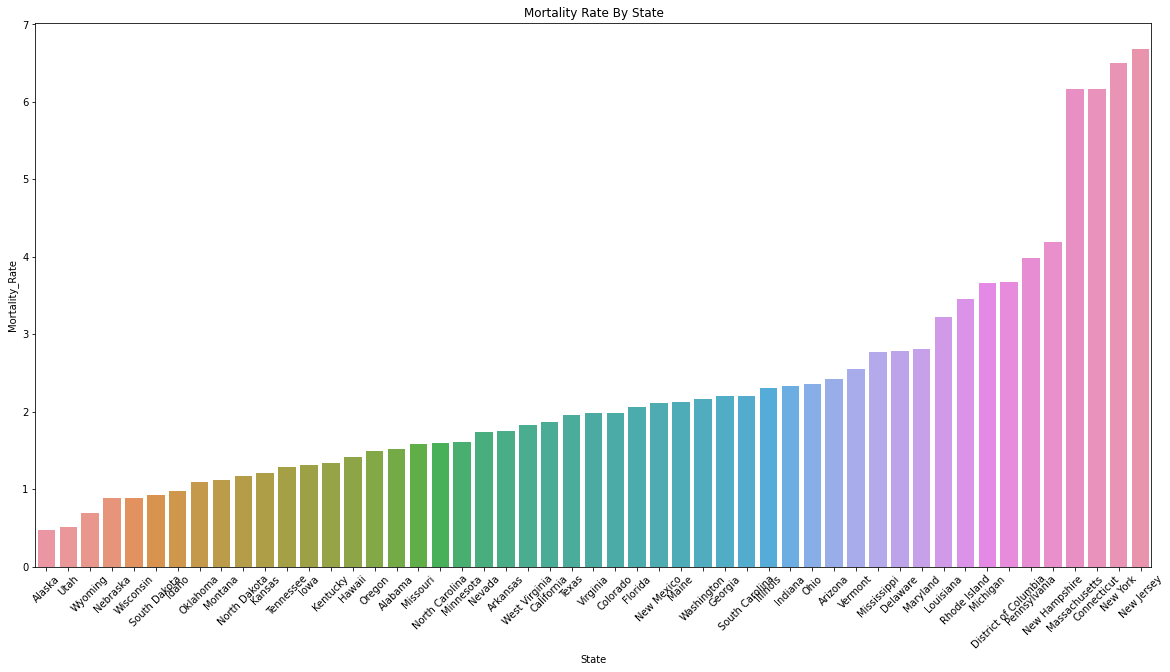 Mortality Rate By State
7
6
5
4
3
2
1
0
Mortality_Rate
Alaska
Utah
Wyoming
Nebraska
Wisconsin
South Dakota
Idaho
Oklahoma
Montana
North Dakota
Kansas
Tennessee
Iowa
Kentucky
Hawaii
Oregon
Alabama
Missouri
North Carolina
Minnesota
Nevada
Arkansas
West Virginia
California
Texas
Virginia
Colorado
Florida
New Mexico
Maine
Washington
Georgia
South Carolina
Illinois
Indiana
Ohio
Arizona
Vermont
Mississippi
Delaware
Maryland
Louisiana
Rhode Island
Michigan
District of Columbia
Pennsylvania
New Hampshire
Massachusetts
Connecticut
New York
New Jersey
State